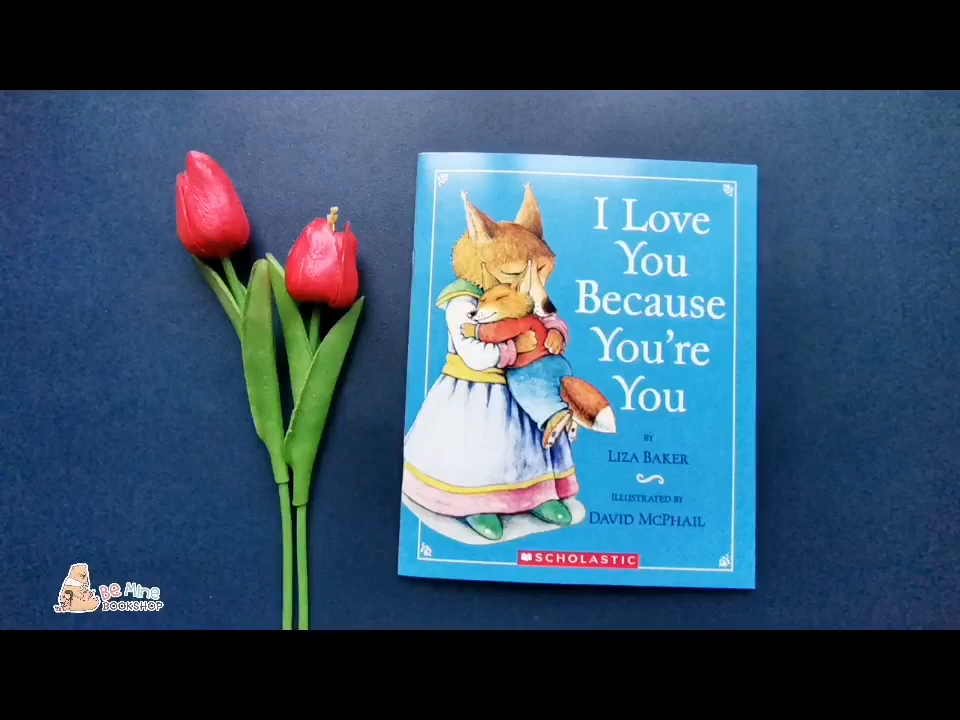 I Love
You
Because
You're
You
BY
LIZA BAKER
ILLUSTRATED BY
DAVID MCPHAIL
SCHOLASTIC
Be Mine
BOOKSHOP